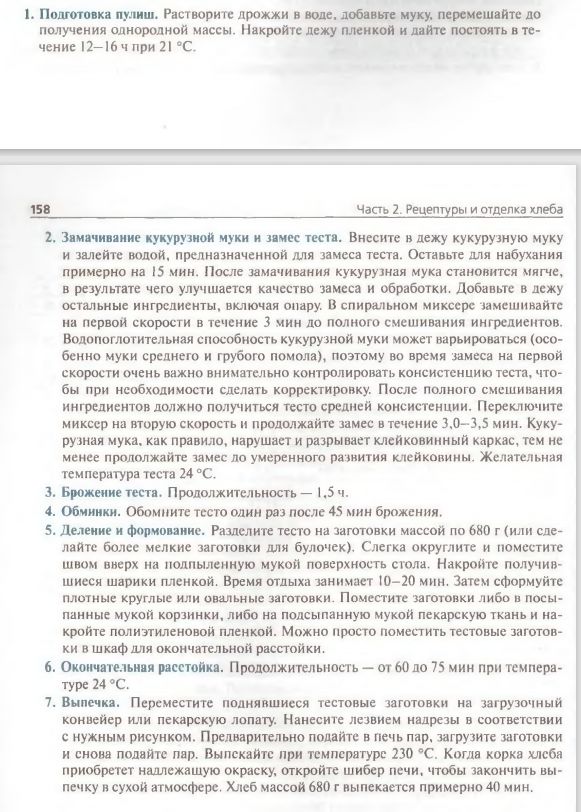 1. Подготовка пулиш. Растворите дрожжи в воде, добавьте муку, перемешайте до
получения однородной массы. Накройте дежу пленкой и дайте постоять в те-
чение 12—16 ч при 21 °С.
158
Часть 2. Рецептуры и отделка хлеба
2. Замачивание кукурузной муки и замес теста. Внесите в дежу кукурузную муку
и залейте водой, предназначенной для замеса теста. Оставьте для набухания
примерно на 15 мин. После замачивания кукурузная мука становится мягче,
в результате чего улучшается качество замеса и обработки. Добавьте в дежу
остальные ингредиенты, включая опару. В спиральном миксере замешивайте
на первой скорости в течение 3 мин до полного смешивания ингредиентов.
Водопоглотительная способность кукурузной муки может варьироваться (осо-
бенно муки среднего и грубого помола), поэтому во время замеса на первой
скорости очень важно внимательно контролировать консистенцию теста, что-
бы при необходимости сделать корректировку. После полного смешивания
ингредиентов должно получиться тесто средней консистенции. Переключите
миксер на вторую скорость и продолжайте замес в течение 3,0—3,5 мин. Куку-
рузная мука, как правило, нарушает и разрывает клейковинный каркас, тем не
менее продолжайте замес до умеренного развития клейковины. Желательная
температура теста 24 °С.
3. Брожение теста. Продолжительность — 1,5 ч.
4. Обминки. Обомните тесто один раз после 45 мин брожения.
5. Деление и формование. Разделите тесто на заготовки массой по 680 г (или сде-
лайте более мелкие заготовки для булочек). Слегка округлите и поместите
швом вверх на подпыленную мукой поверхность стола. Накройте получив-
шиеся шарики пленкой. Время отдыха занимает 10—20 мин. Затем сформуйте
плотные круглые или овальные заготовки. Поместите заготовки либо в посы-
панные мукой корзинки, либо на подсыпанную мукой пекарскую ткань и на-
кройте полиэтиленовой пленкой. Можно просто поместить тестовые заготов-
ки в шкаф для окончательной расстойки.
6. Окончательная расстойка. Продолжительность — от 60 до 75 мин при темпера-
туре 24 °С.
7. Выпечка. Переместите поднявшиеся тестовые заготовки на загрузочный
конвейер или пекарскую лопату. Нанесите лезвием надрезы в соответствии
с нужным рисунком. Предварительно подайте в печь пар, загрузите заготовки
и снова подайте пар. Выпекайте при температуре 230 °С. Когда корка хлеба
приобретет надлежащую окраску, откройте шибер печи, чтобы закончить вы-
печку в сухой атмосфере. Хлеб массой 680 г выпекается примерно 40 мин.